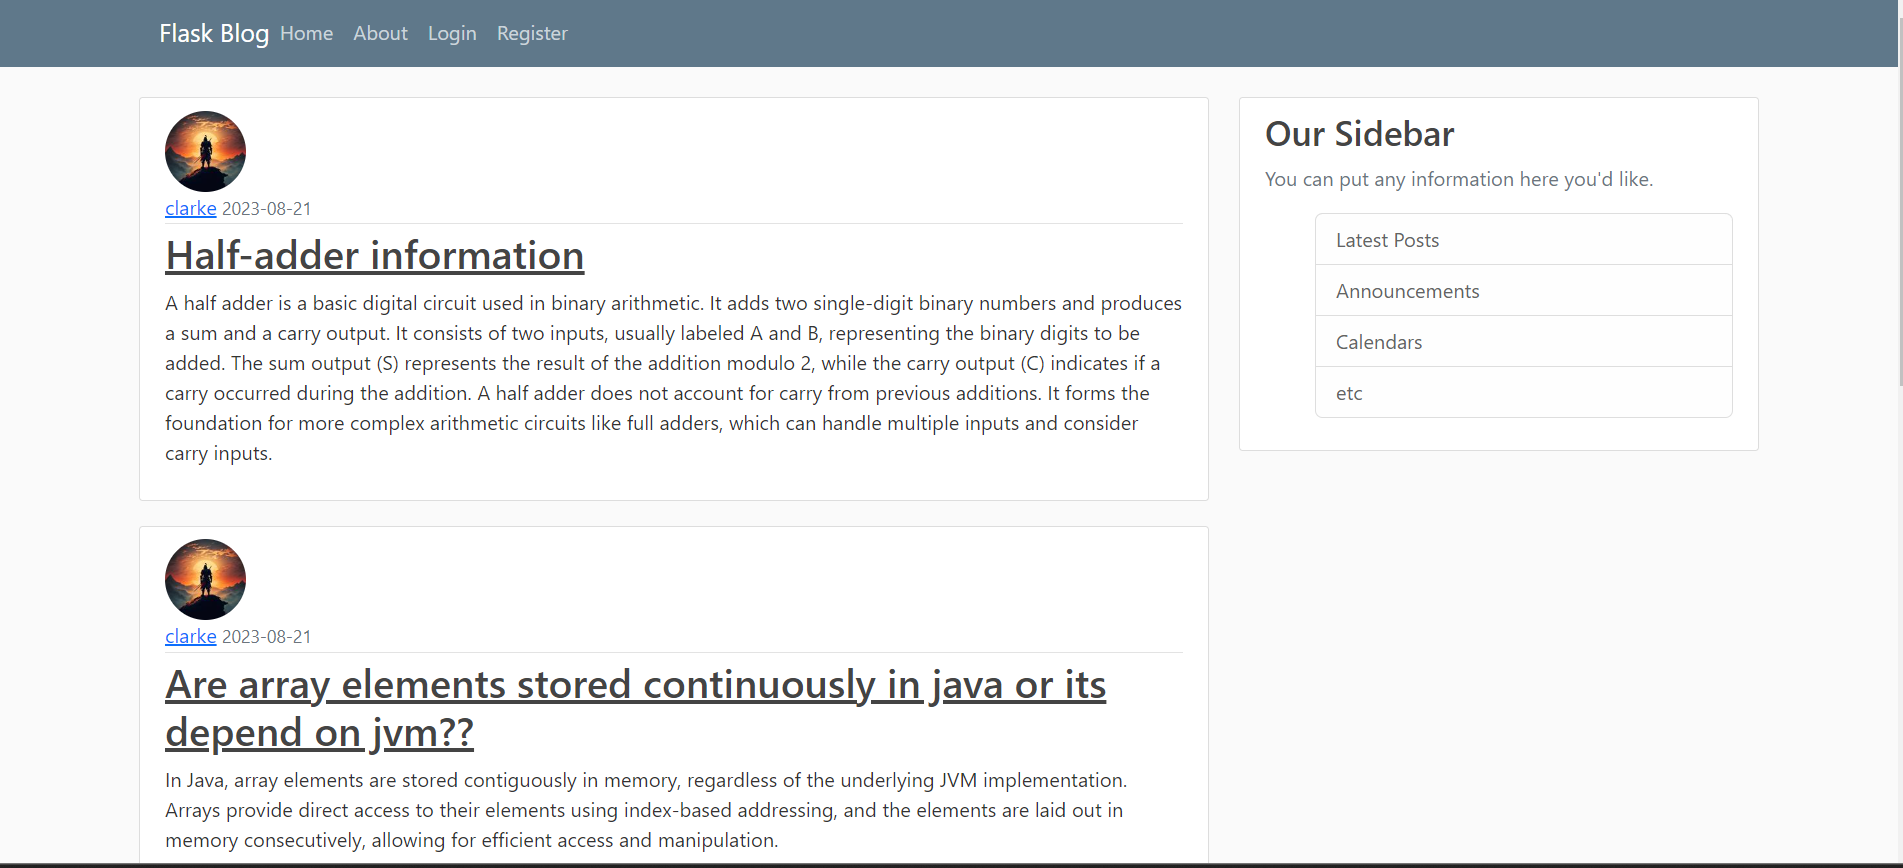 Flask Blog Home About Login Register
clarke 2023-08-21
Half-adder information
A half adder is a basic digital circuit used in binary arithmetic. It adds two single-digit binary numbers and produces
a sum and a carry output. It consists of two inputs, usually labeled A and B, representing the binary digits to be
added. The sum output (S) represents the result of the addition modulo 2, while the carry output (C) indicates if a
carry occurred during the addition. A half adder does not account for carry from previous additions. It forms the
foundation for more complex arithmetic circuits like full adders, which can handle multiple inputs and consider
carry inputs.
clarke 2023-08-21
Are array elements stored continuously in java or its
depend on jvm??
In Java, array elements are stored contiguously in memory, regardless of the underlying JVM implementation.
Arrays provide direct access to their elements using index-based addressing, and the elements are laid out in
memory consecutively, allowing for efficient access and manipulation.
Our Sidebar
You can put any information here you'd like.
Latest Posts
Announcements
Calendars
etc